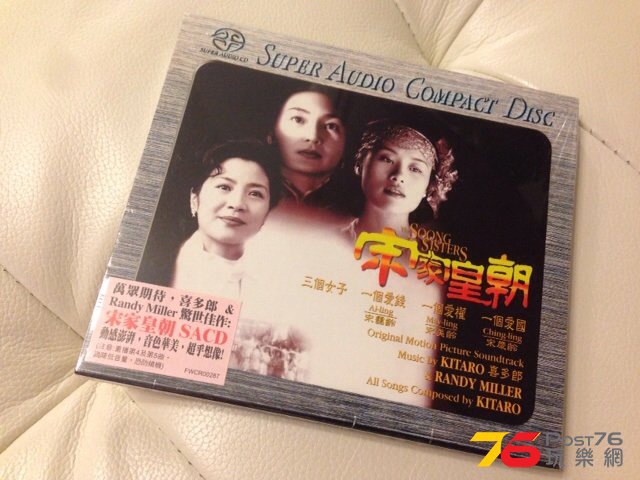 SUPER AUDIO CD
SUPER AUDIO COMPACT DISC
SOONG
SISTERS
宋家皇朝
三個女子 一個愛錢 一個愛權 一個愛國
Ai-ling May-ling Ching-ling
宋藹齡 宋美齡 宋慶齡
Original Motion Picture Soundtrack
Music by KITARO 喜多郎
& RANDY MILLER
All Songs Composed by KITARO
萬眾期待，喜多郎 &
Randy Miller 驚世佳作:
宋家皇朝 SACD
動感澎湃，音色華美，超乎想像!
FWCR00287
76 Post76
玩樂網